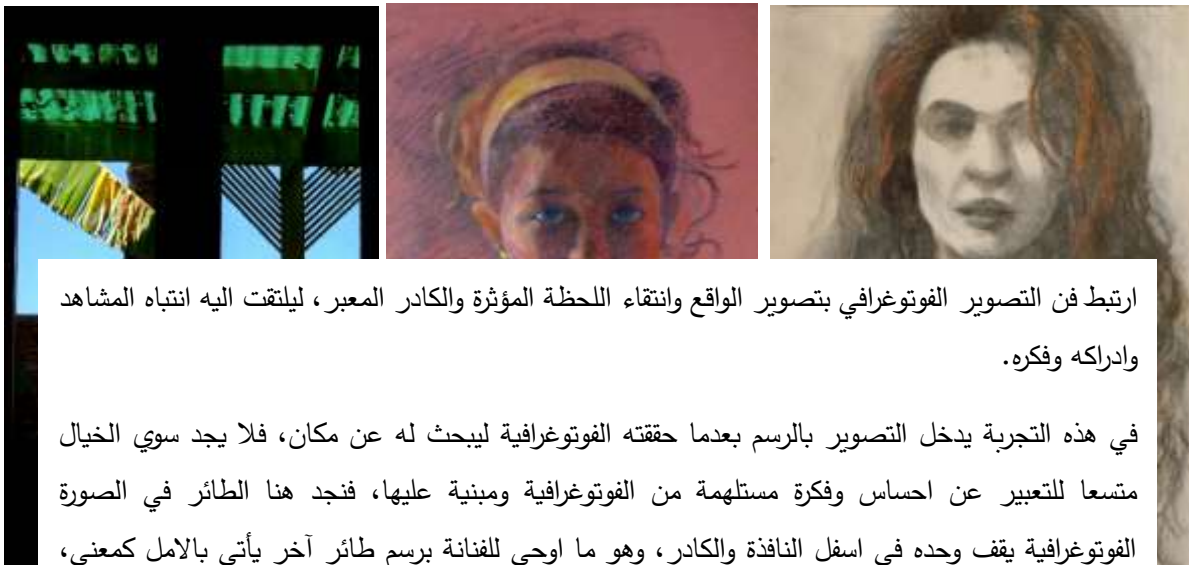 ارتبط فن التصوير الفوتوغرافي بتصوير الواقع وانتقاء اللحظة المؤثرة والكادر المعبر، ليلتقت اليه انتباه المشاهد
وادراكه وفكره.
في هذه التجربة يدخل التصوير بالرسم بعدما حققته الفوتوغرافية ليبحث له عن مكان، فلا يجد سوي الخيال
متسعا للتعبير عن احساس وفكرة مستلهمة من الفوتوغرافية ومبنية عليها، فنجد هنا الطائر في الصورة
الفوتوغرافية يقف وحده في اسفل النافذة والكادر، وهو ما اوحي للفنانة برسم طائر آخر يأتي بالامل كمعني،